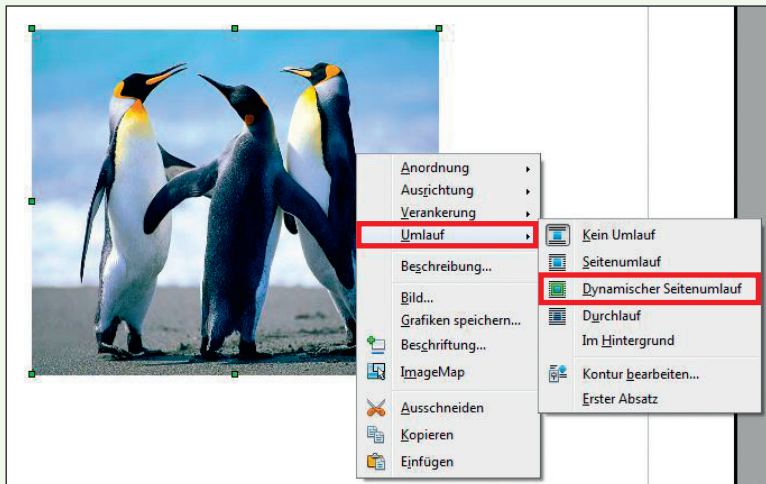 Anordnung
Ausrichtung
Verankerung
Umlauf
Beschreibung...
Bild...
Grafiken speichern...
Beschriftung...
ImageMap
Ausschneiden
Kopieren
Einfügen
Kein Umlauf
Seitenumlauf
Dynamischer Seitenumlauf
Durchlauf
Im Hintergrund
Kontur bearbeiten...
Erster Absatz